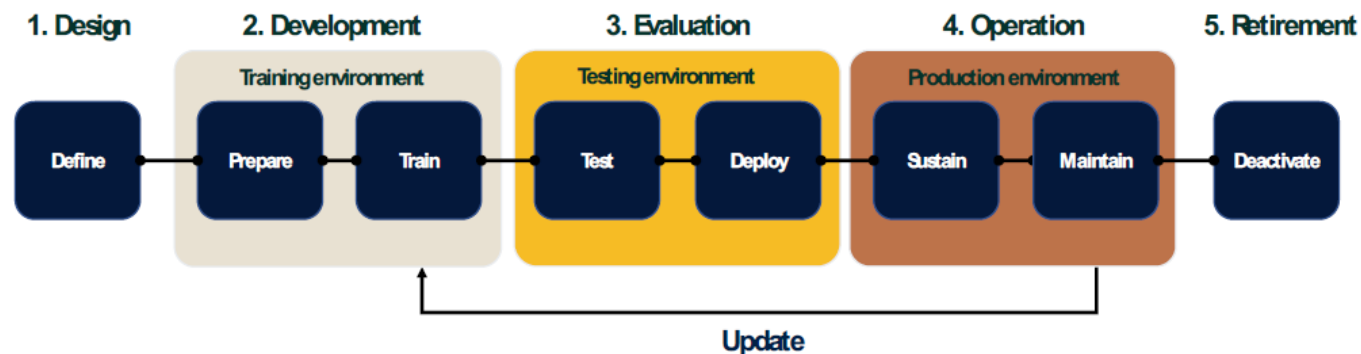 1. Design
2. Development
3. Evaluation
4. Operation
5. Retirement
Training environment
Testing environment
Production environment
Define
Prepare
Train
Test
Deploy
Sustain
Maintain
Deactivate
Update